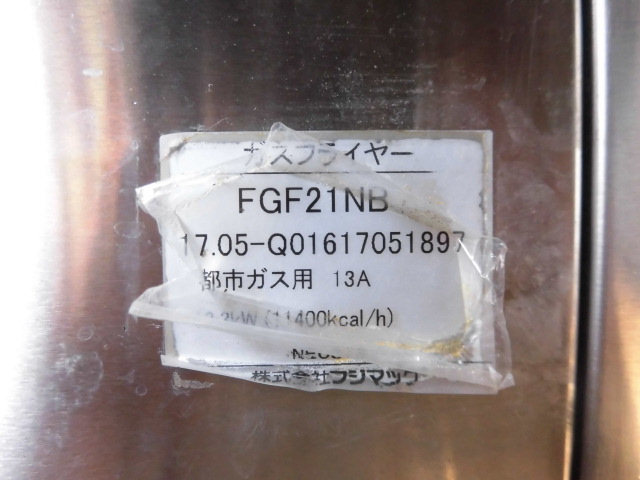 ガスフライヤー
FGF21NB
17.05-Q01617051897
都市ガス用 13A
(11400kcal/h)
株式会社フジマック